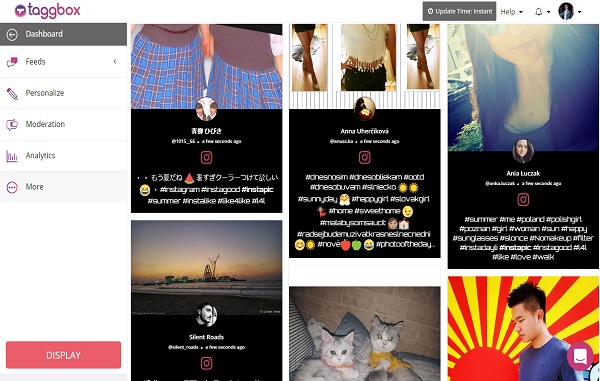 taggbox
Update Time: Instant
Help
Dashboard
Feeds
Personalize
Moderation
Analytics
More
DISPLAY
青春 ひびき
@1015_66 • a few seconds ago
・・もう夏だね🍉暑すぎクーラーつけて欲しい
😂・#instagram #instagood #instapic
#summer #instalike #like4like #l4l
Anna Uherčíková
@anuss.ka • a few seconds ago
#dnesnosim #dnesobliekam #ootd
#dnesobuvam #slniecko ☀️☀️
#sunnyday 🤗 #happygirl #slovakgirl
💃 #home #sweethome 😉
#malabysomsaucit 👩🏠
#radsejbudemuzivatkrasneslnecnedni
😄☀️ #nové🍎🍏😂 #photooftheday...
Ania Łuczak
@anka.luczak • a few seconds ago
#summer #me #poland #polishgirl
#poznan #girl #woman #sun #happy
#sunglasses #slonce #Nomakeup #filter
#instadayli #instapic #instagood #l4l
#like #love #walk
Silent Roads
@silent_roads • a few seconds ago